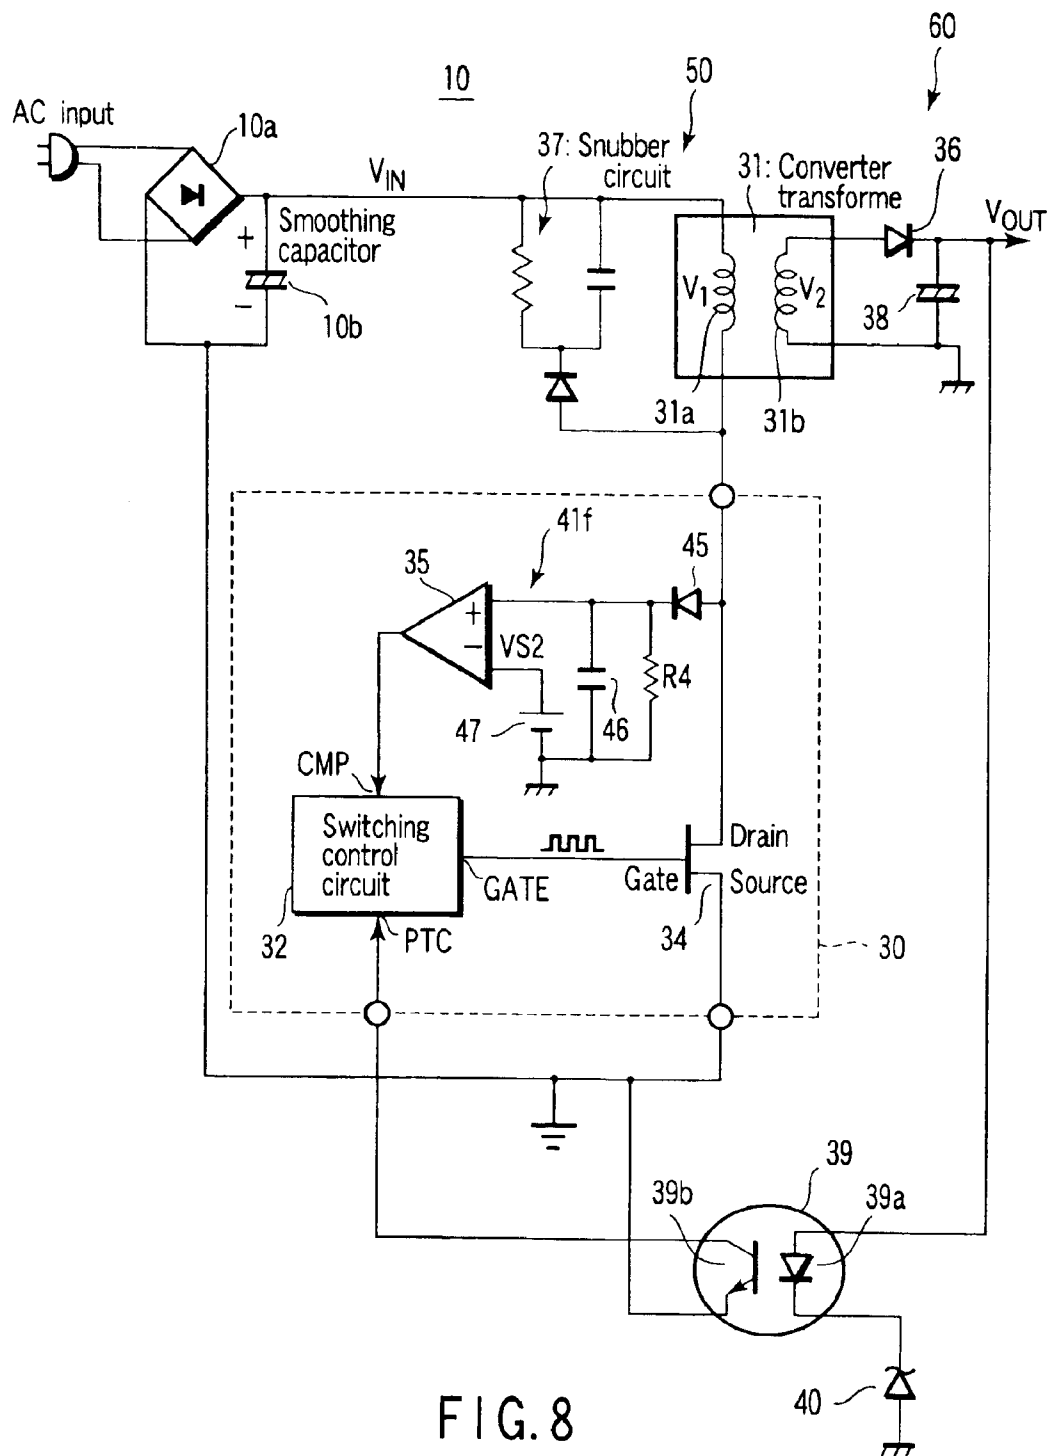 60
10
50
AC input
10a
37: Snubber
circuit
36
31: Converter
transforme
VIN
VOUT
Smoothing
capacitor
+
−
10b
V1
V2
38
31a
31b
41f
45
35
+
−
VS2
R4
47
46
CMP
Switching
control
circuit
Drain
Gate
Source
GATE
32
PTC
34
30
39
39b
39a
40
FIG. 8